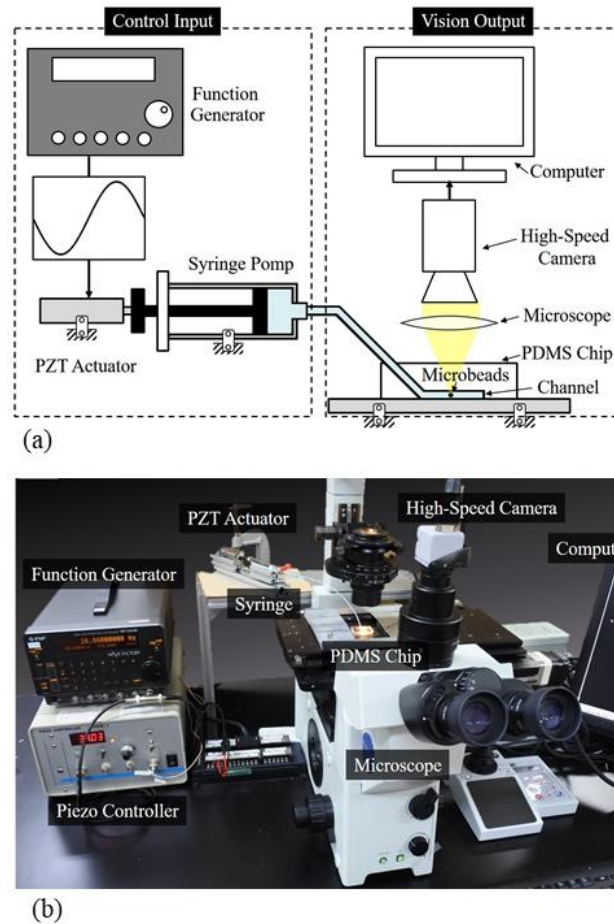 Control Input
Vision Output
Function
Generator
Computer
High-Speed
Camera
Syringe Pomp
Microscope
PZT Actuator
PDMS Chip
Microbeads
Channel
(a)
High-Speed Camera
PZT Actuator
Comput
Function Generator
Syringe
PDMS Chip
Microscope
Piezo Controller
(b)